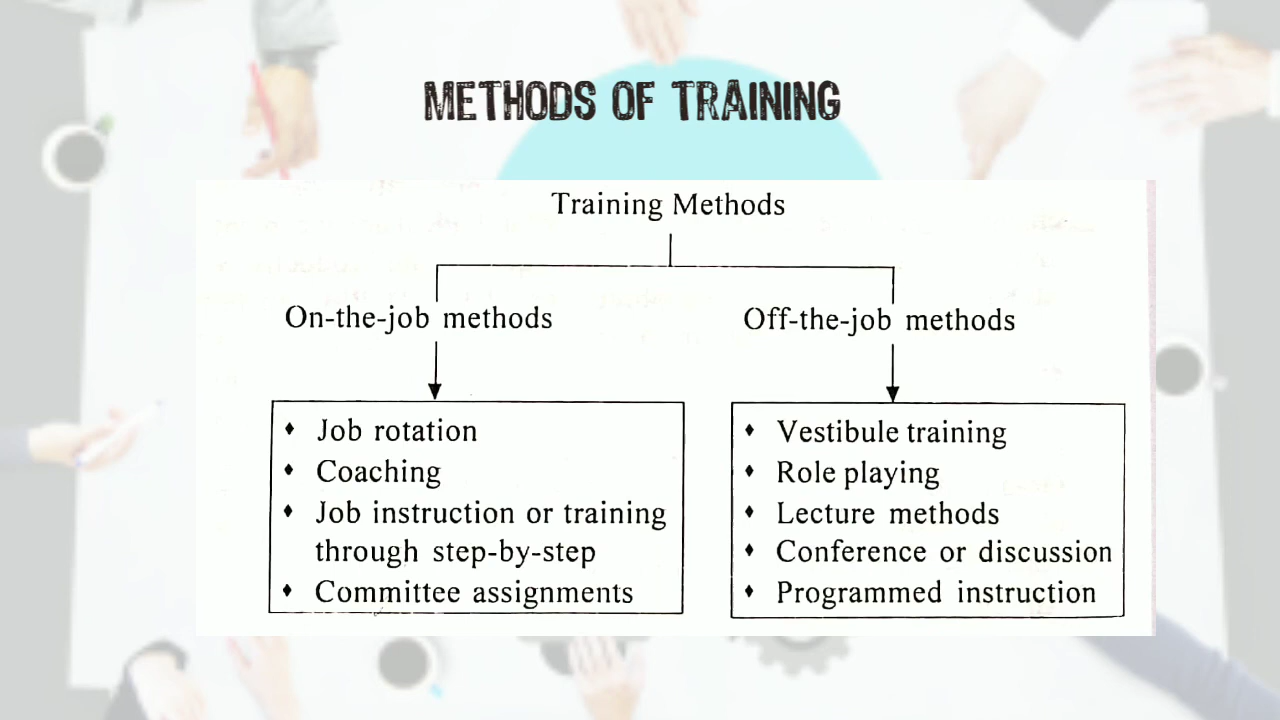 METHODS OF TRAINING
Training Methods
On-the-job methods
Off-the-job methods
♦ Job rotation
♦ Coaching
♦ Job instruction or training
through step-by-step
♦ Committee assignments
♦ Vestibule training
♦ Role playing
♦ Lecture methods
♦ Conference or discussion
♦ Programmed instruction